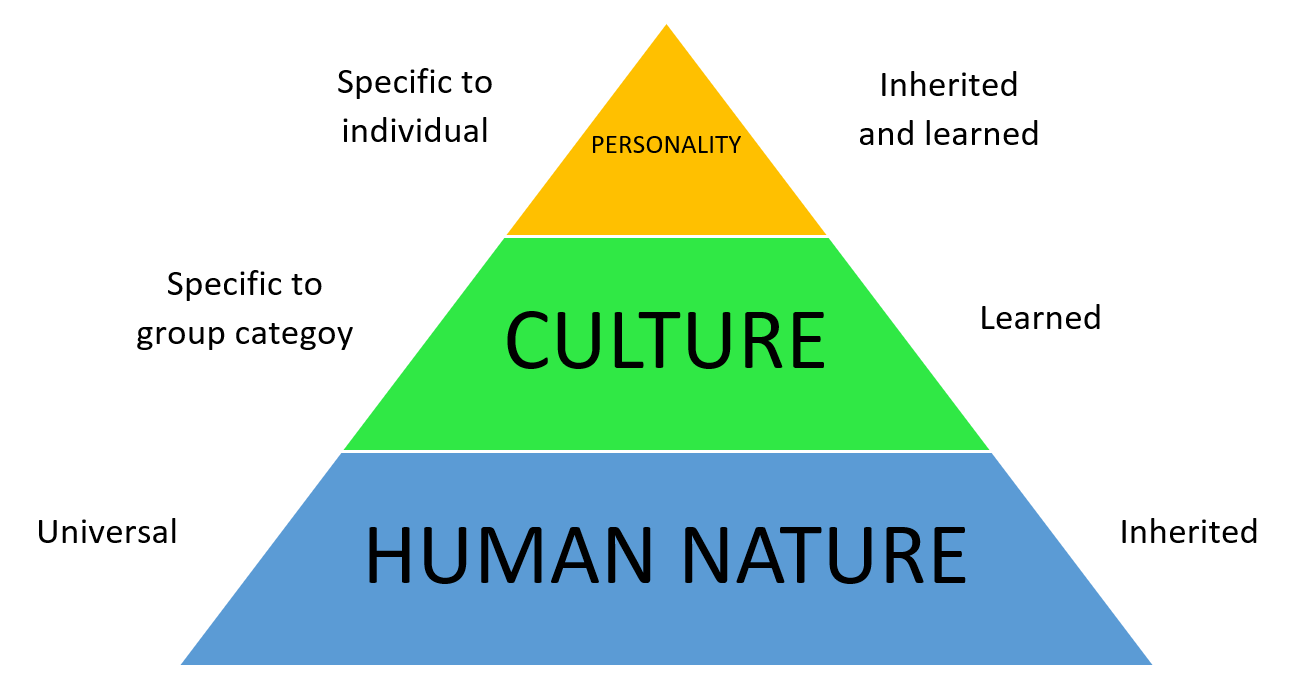 Specific to
individual
PERSONALITY
Inherited
and learned
Specific to
group categoy
CULTURE
Learned
Universal
HUMAN NATURE
Inherited